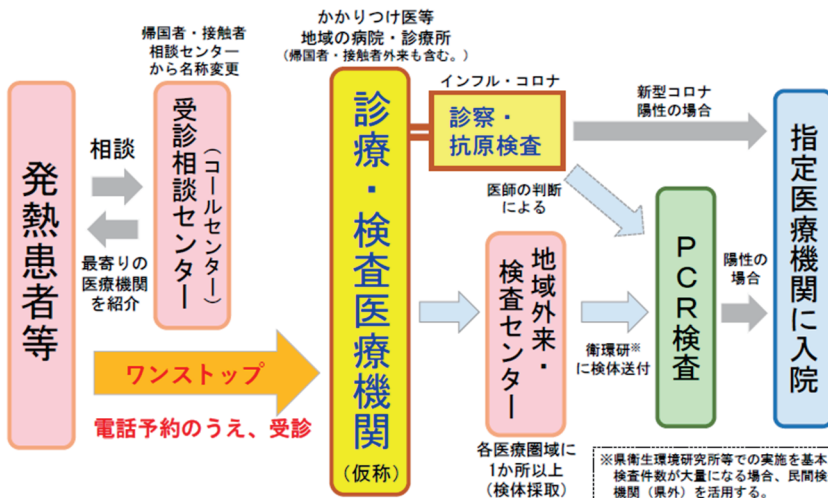 発熱患者等
相談
最寄りの
医療機関
を紹介
帰国者・接触者
相談センター
から名称変更
受診相談センター
（コールセンター）
ワンストップ
電話予約のうえ、受診
かかりつけ医等
地域の病院・診療所
（帰国者・接触者外来も含む。）
診療・検査医療機関
（仮称）
インフル・コロナ
診察・
抗原検査
医師の判断
による
地域外来・
検査センター
各医療圏域に
1か所以上
（検体採取）
新型コロナ
陽性の場合
衛環研※
に検体送付
PCR検査
陽性の
場合
指定医療機関に入院
※県衛生環境研究所等での実施を基本
検査件数が大量になる場合、民間検
機関（県外）を活用する。